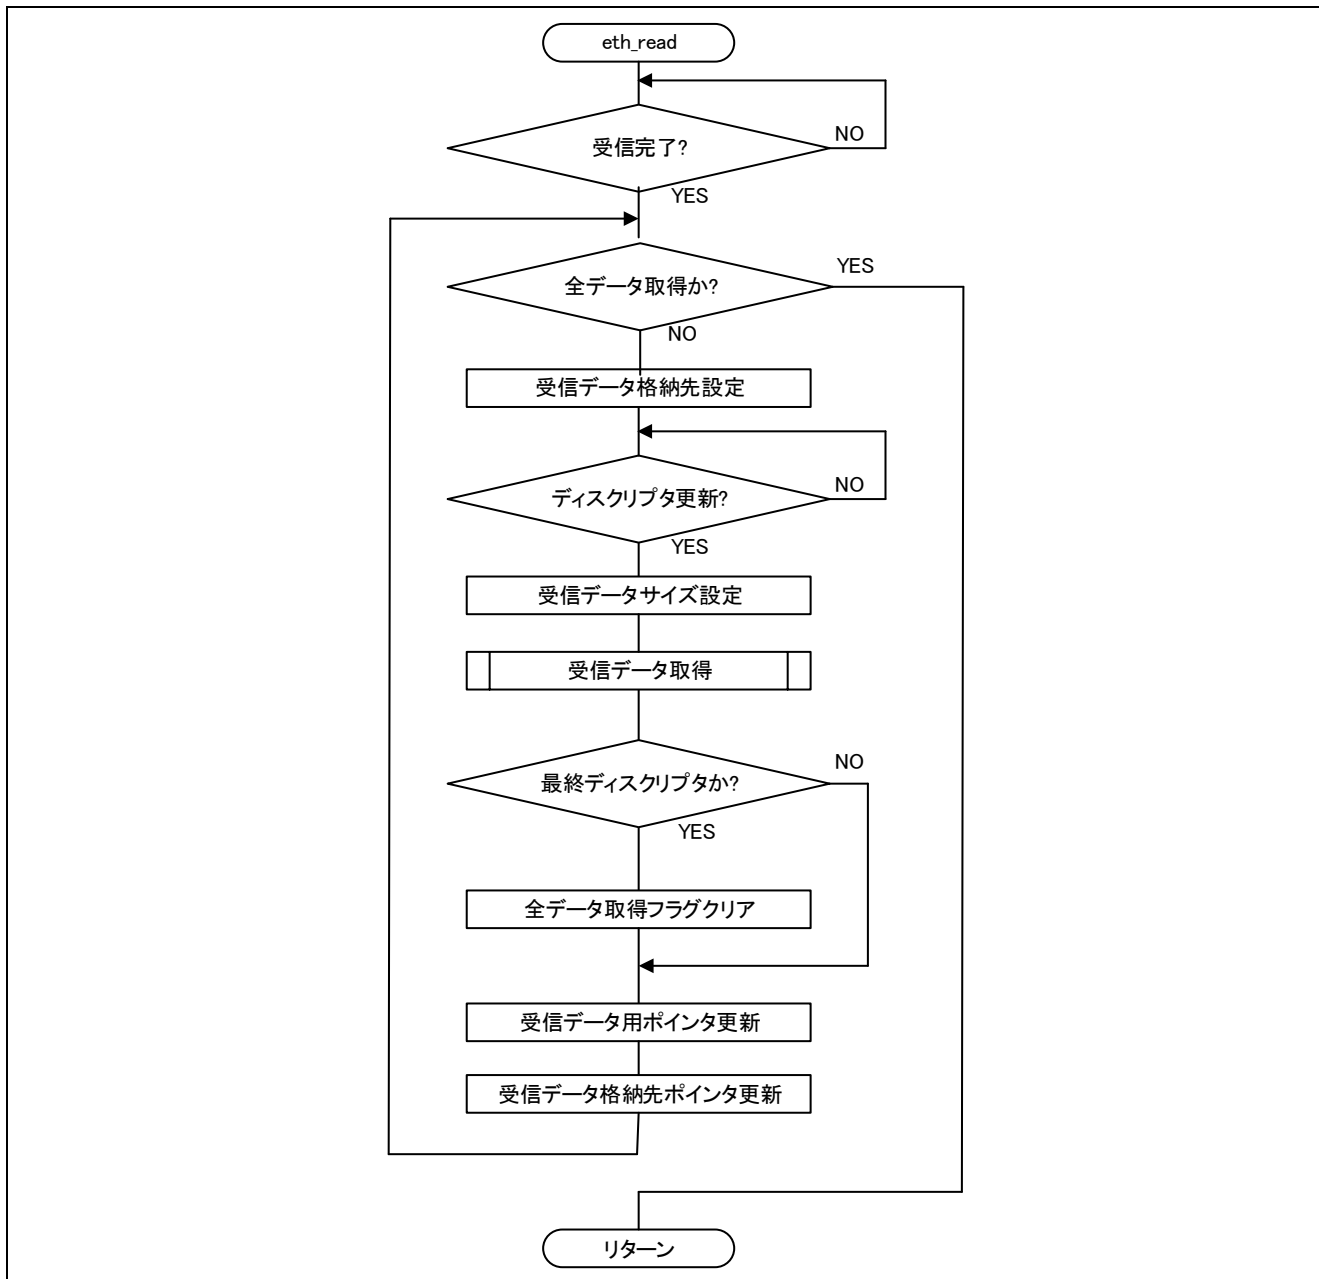 eth_read
受信完了?
NO
YES
全データ取得か?
YES
NO
受信データ格納先設定
ディスクリプタ更新?
NO
YES
受信データサイズ設定
受信データ取得
最終ディスクリプタか?
NO
YES
全データ取得フラグクリア
受信データ用ポインタ更新
受信データ格納先ポインタ更新
リターン